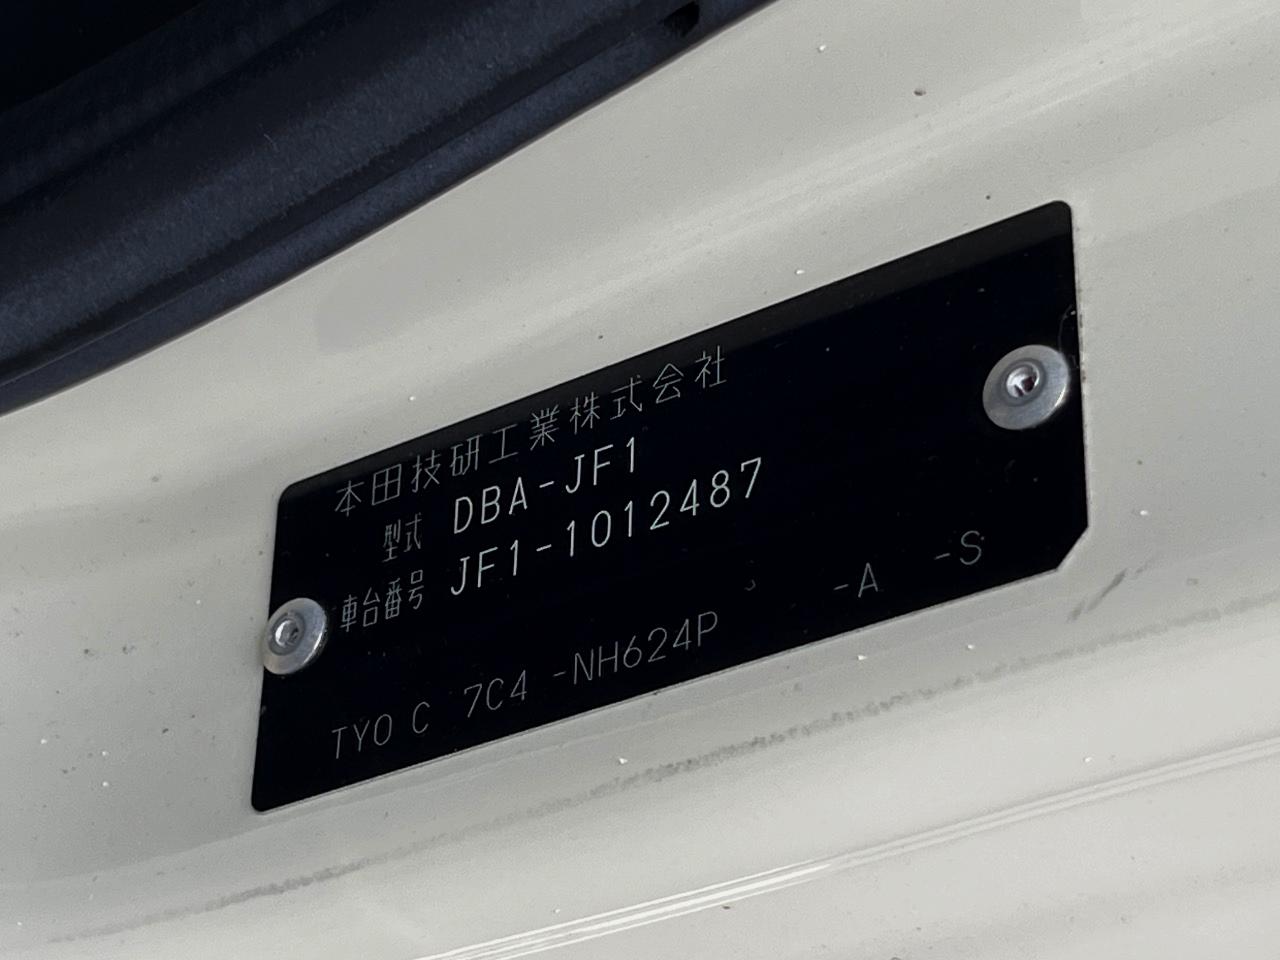 本田技研工業株式会社
型式 DBA-JF1
車台番号 JF1-1012487
TYO C 7C4 -NH624P -A -S